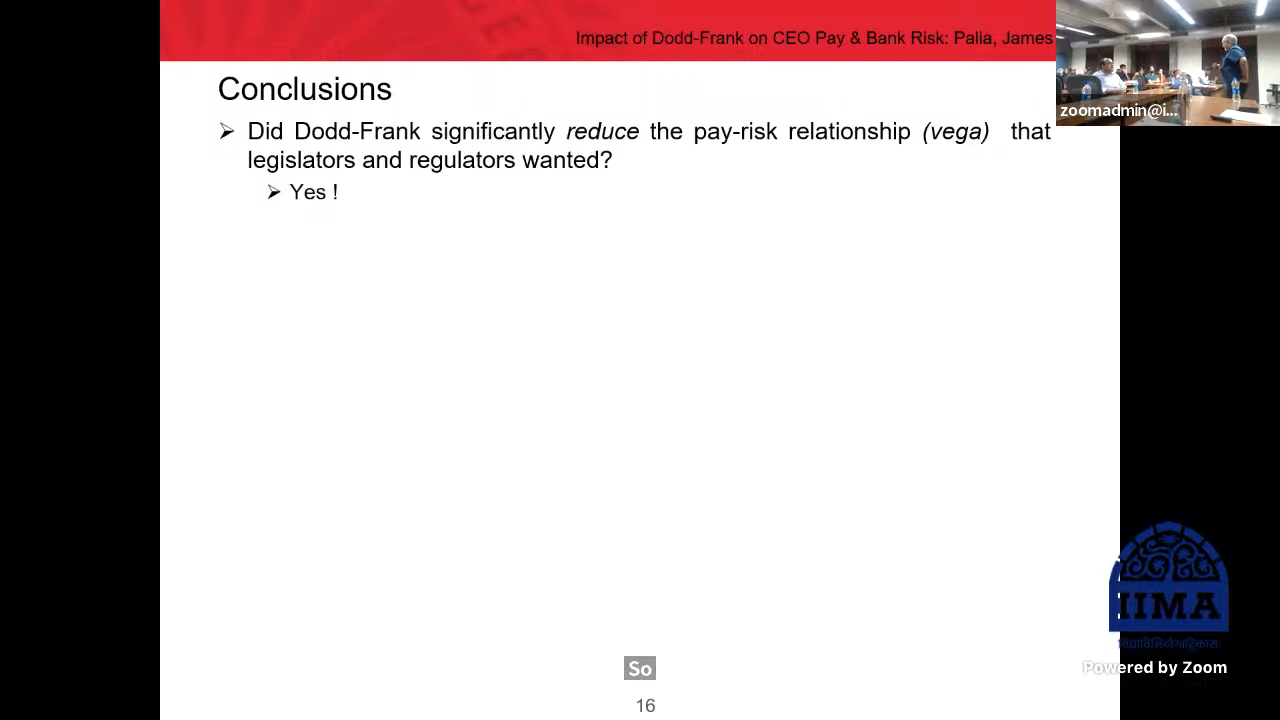 Impact of Dodd-Frank on CEO Pay & Bank Risk: Palia, James
zoomadmin@i...
Conclusions
➢ Did Dodd-Frank significantly reduce the pay-risk relationship (vega) that
legislators and regulators wanted?
➢ Yes !
IIMA
Powered by Zoom
So
16